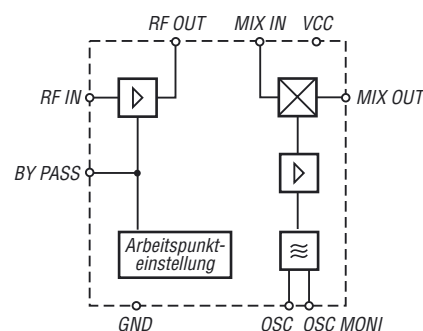 RF OUT MIX IN VCC
RF IN
MIX OUT
BY PASS
Arbeitspunkt-
einstellung
GND OSC OSC MONI